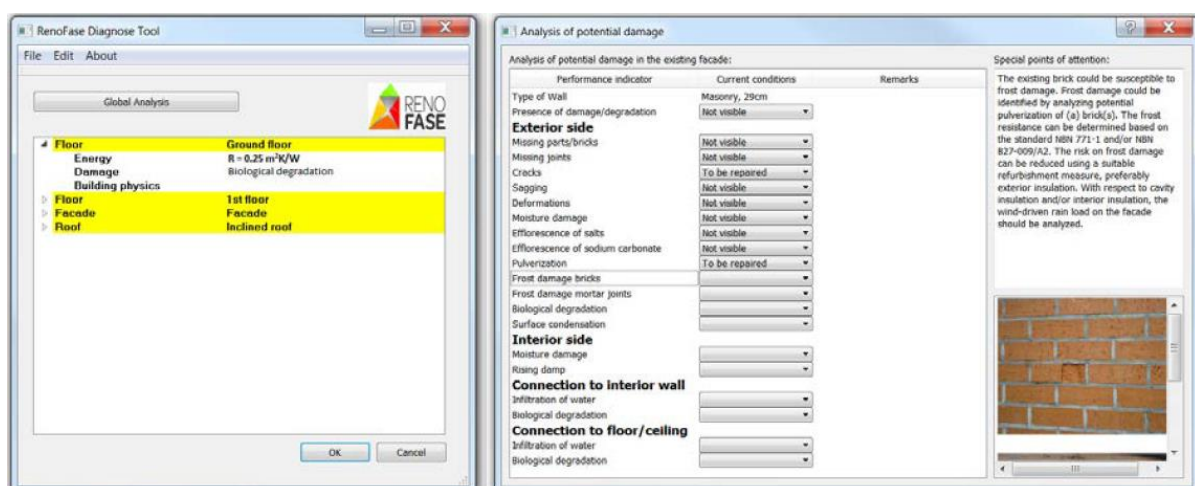 RenoFase Diagnose Tool
File Edit About
Global Analysis
RENO
FASE
Floor Ground floor
Energy R = 0.25 m²K/W
Damage Biological degradation
Building physics
Floor 1st floor
Facade Facade
Roof Inclined roof
OK Cancel
Analysis of potential damage
Analysis of potential damage in the existing facade:
Performance indicator Current conditions Remarks
Type of Wall Masonry, 29cm
Presence of damage/degradation Not visible
Exterior side
Missing parts/bricks Not visible
Missing joints Not visible
Cracks To be repaired
Sagging Not visible
Deformations Not visible
Moisture damage Not visible
Efflorescence of salts Not visible
Efflorescence of sodium carbonate Not visible
Pulverization To be repaired
Frost damage bricks
Frost damage mortar joints
Biological degradation
Surface condensation
Interior side
Moisture damage
Rising damp
Connection to interior wall
Infiltration of water
Biological degradation
Connection to floor/ceiling
Infiltration of water
Biological degradation
Special points of attention:
The existing brick could be susceptible to
frost damage. Frost damage could be
identified by analyzing potential
pulverization of (a) brick(s). The frost
resistance can be determined based on
the standard NBN 771-1 and/or NBN
B27-009/A2. The risk on frost damage
can be reduced using a suitable
refurbishment measure, preferably
exterior insulation. With respect to cavity
insulation and/or interior insulation, the
wind-driven rain load on the facade
should be analyzed.